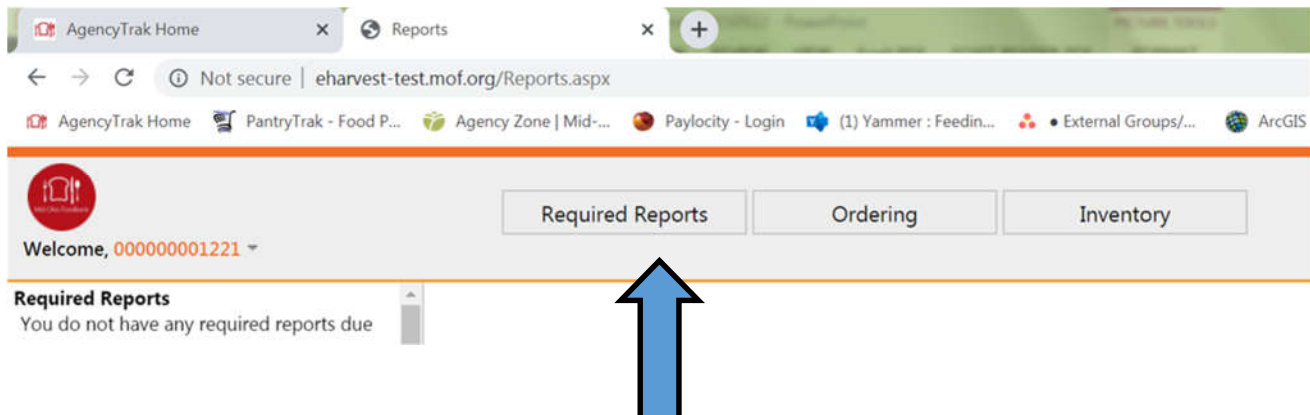 AgencyTrak Home
Reports
Not secure | eharvest-test.mof.org/Reports.aspx
AgencyTrak Home PantryTrak - Food P... Agency Zone | Mid-... Paylocity - Login (1) Yammer : Feedin... • External Groups/... ArcGIS
Required Reports Ordering Inventory
Welcome, 000000001221
Required Reports
You do not have any required reports due